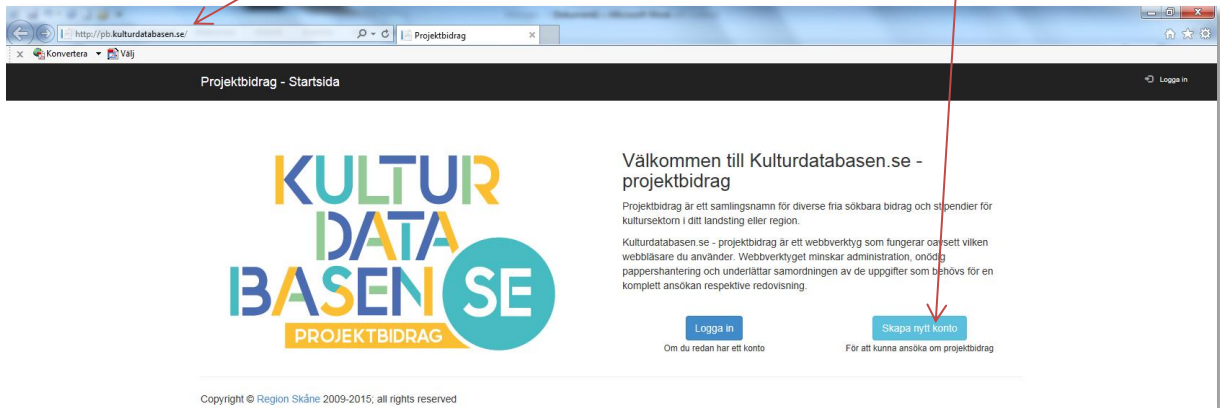 http://pb.kulturdatabasen.se/
Projektbidrag
x Konvertera Välj
Projektbidrag - Startsida
Logga in
KULTUR
DATA
BASEN SE
PROJEKTBIDRAG
Välkommen till Kulturdatabasen.se -
projektbidrag
Projektbidrag är ett samlingsnamn för diverse fria sökbara bidrag och stipendier för
kultursektorn i ditt landsting eller region.
Kulturdatabasen.se - projektbidrag är ett webbverktyg som fungerar oavsett vilken
webbläsare du använder. Webbverktyget minskar administration, onödig
pappershantering och underlättar samordningen av de uppgifter som behövs för en
komplett ansökan respektive redovisning.
Logga in
Om du redan har ett konto
Skapa nytt konto
För att kunna ansöka om projektbidrag
Copyright © Region Skåne 2009-2015; all rights reserved